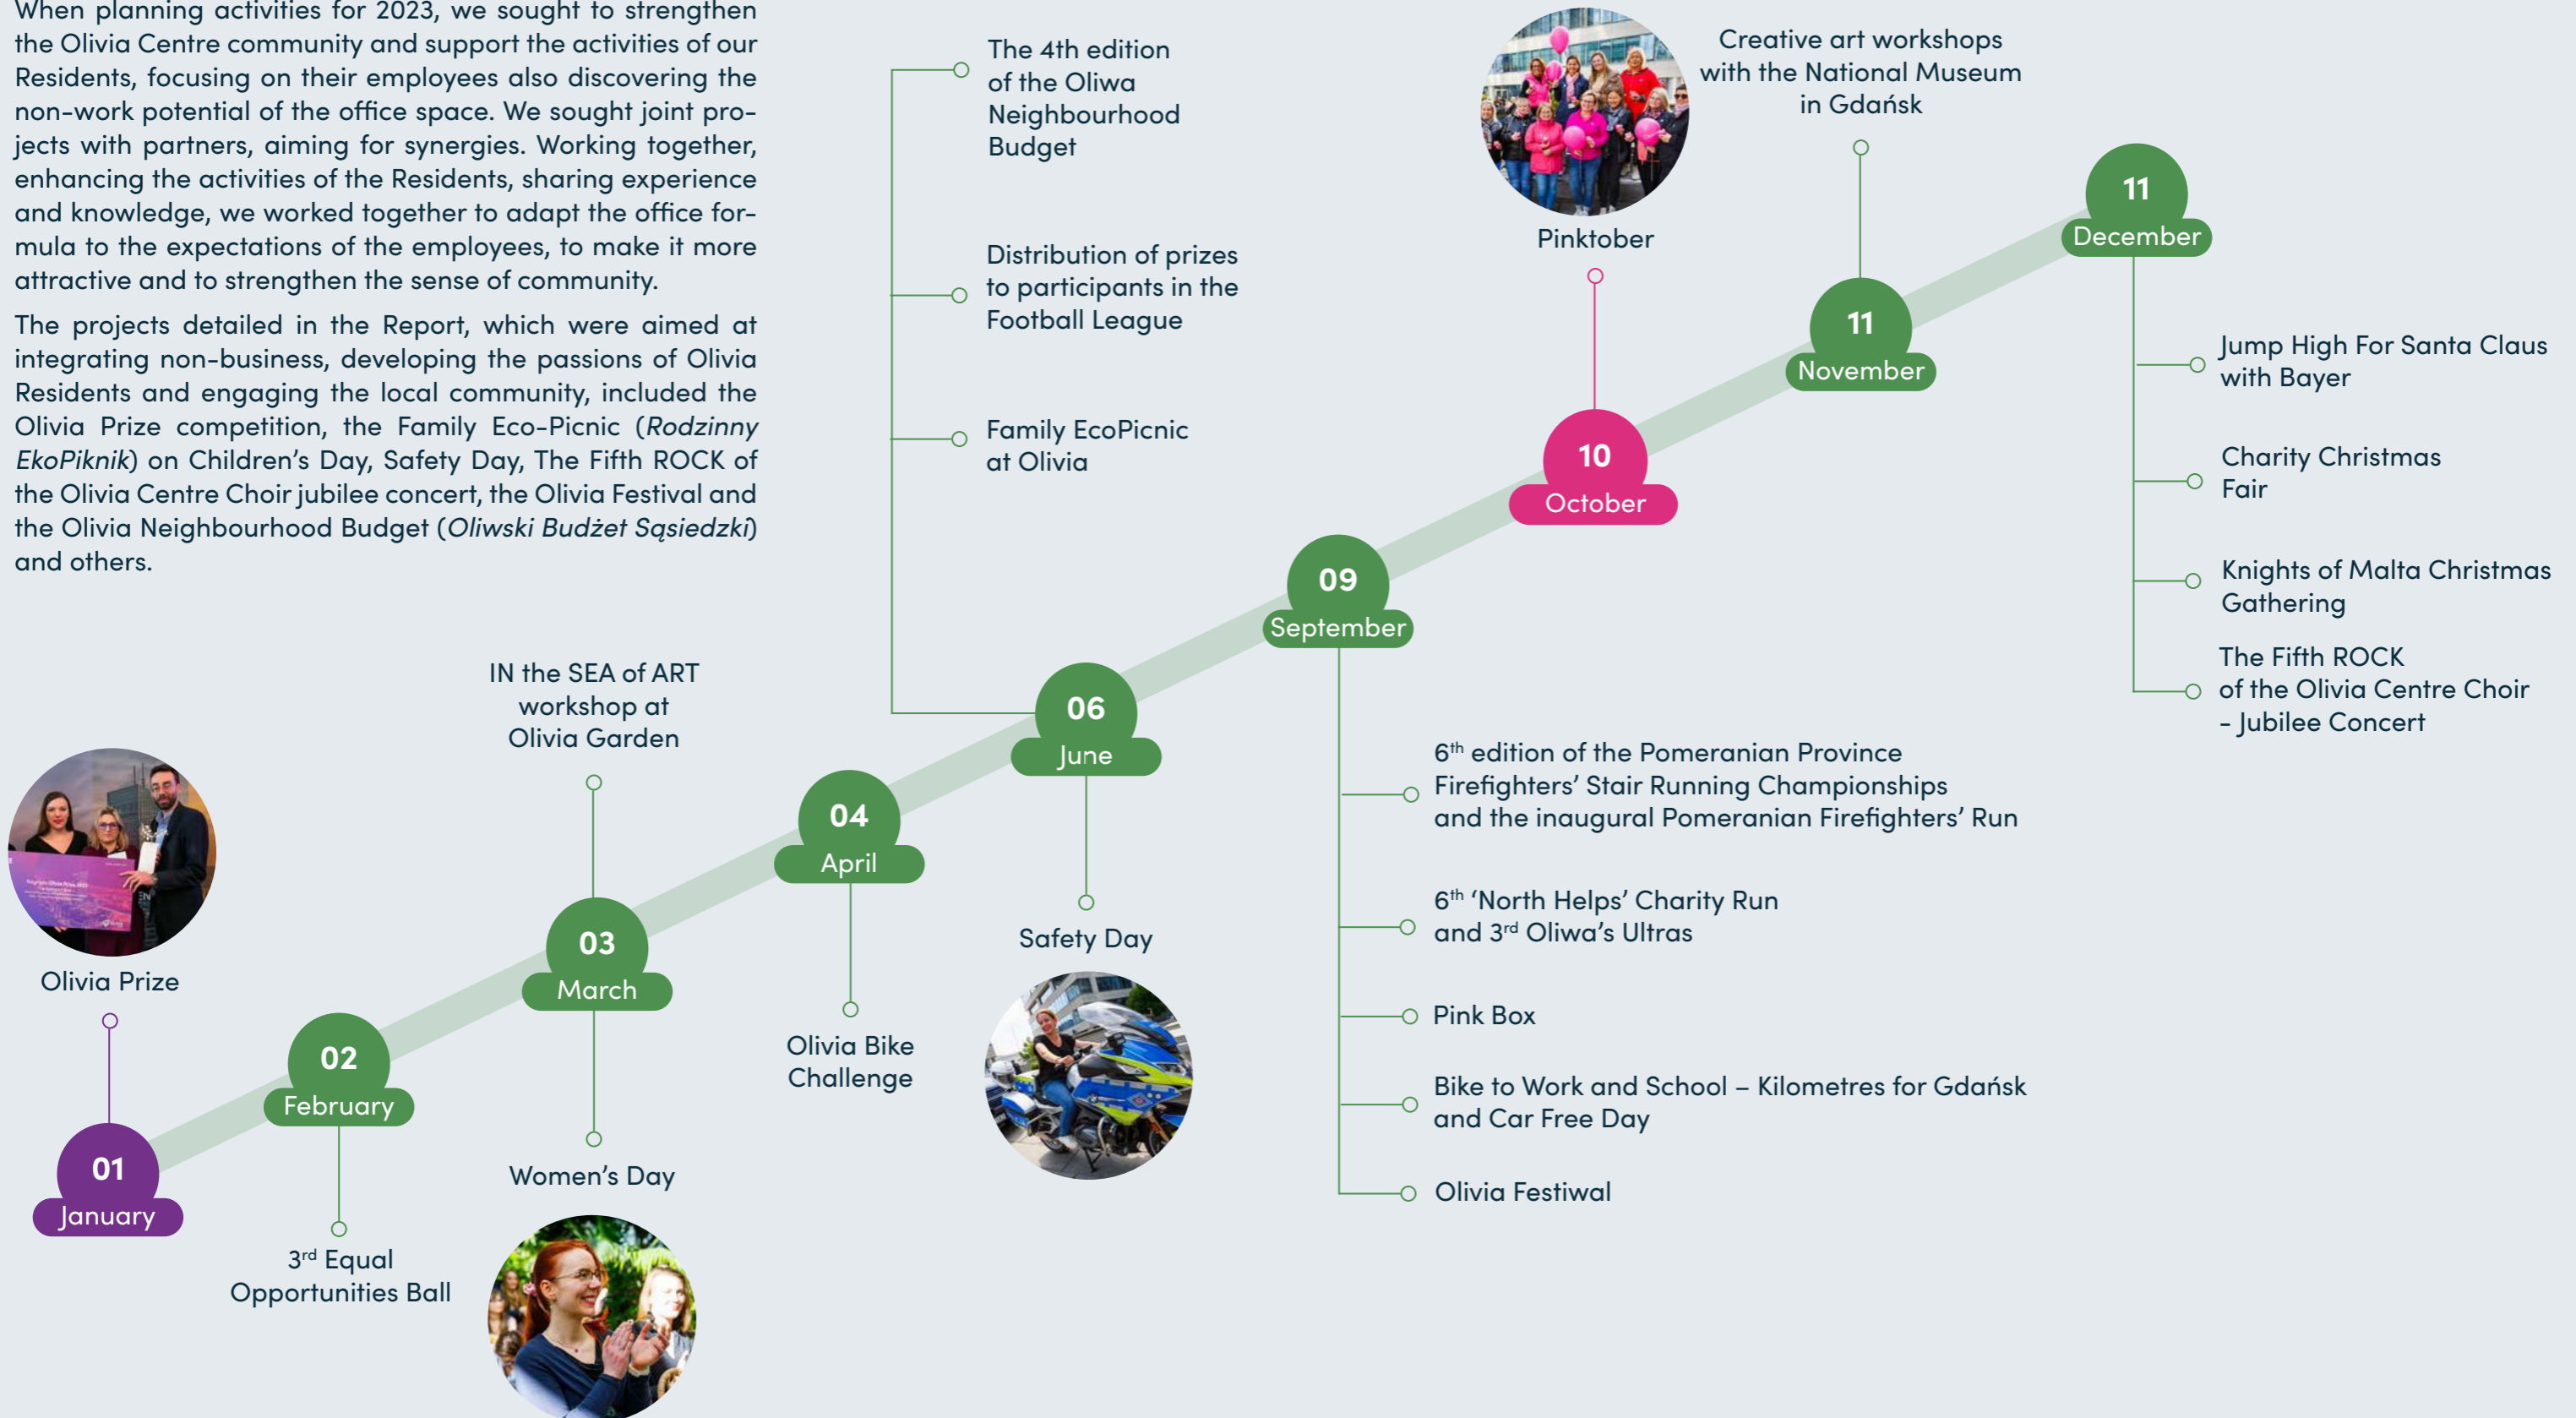 When planning activities for 2023, we sought to strengthen
the Olivia Centre community and support the activities of our
Residents, focusing on their employees also discovering the
non-work potential of the office space. We sought joint pro-
jects with partners, aiming for synergies. Working together,
enhancing the activities of the Residents, sharing experience
and knowledge, we worked together to adapt the office for-
mula to the expectations of the employees, to make it more
attractive and to strengthen the sense of community.
The projects detailed in the Report, which were aimed at
integrating non-business, developing the passions of Olivia
Residents and engaging the local community, included the
Olivia Prize competition, the Family Eco-Picnic (Rodzinny
EkoPiknik) on Children's Day, Safety Day, The Fifth ROCK of
the Olivia Centre Choir jubilee concert, the Olivia Festival and
the Olivia Neighbourhood Budget (Oliwski Budżet Sąsiedzki)
and others.
Olivia Prize
01
January
02
February
3rd Equal
Opportunities Ball
IN the SEA of ART
workshop at
Olivia Garden
03
March
Women's Day
04
April
Olivia Bike
Challenge
The 4th edition
of the Oliwa
Neighbourhood
Budget
Distribution of prizes
to participants in the
Football League
Family EcoPicnic
at Olivia
06
June
Safety Day
09
September
6th edition of the Pomeranian Province
Firefighters' Stair Running Championships
and the inaugural Pomeranian Firefighters' Run
6th 'North Helps' Charity Run
and 3rd Oliwa's Ultras
Pink Box
Bike to Work and School – Kilometres for Gdańsk
and Car Free Day
Olivia Festiwal
Pinktober
10
October
Creative art workshops
with the National Museum
in Gdańsk
11
November
11
December
Jump High For Santa Claus
with Bayer
Charity Christmas
Fair
Knights of Malta Christmas
Gathering
The Fifth ROCK
of the Olivia Centre Choir
- Jubilee Concert